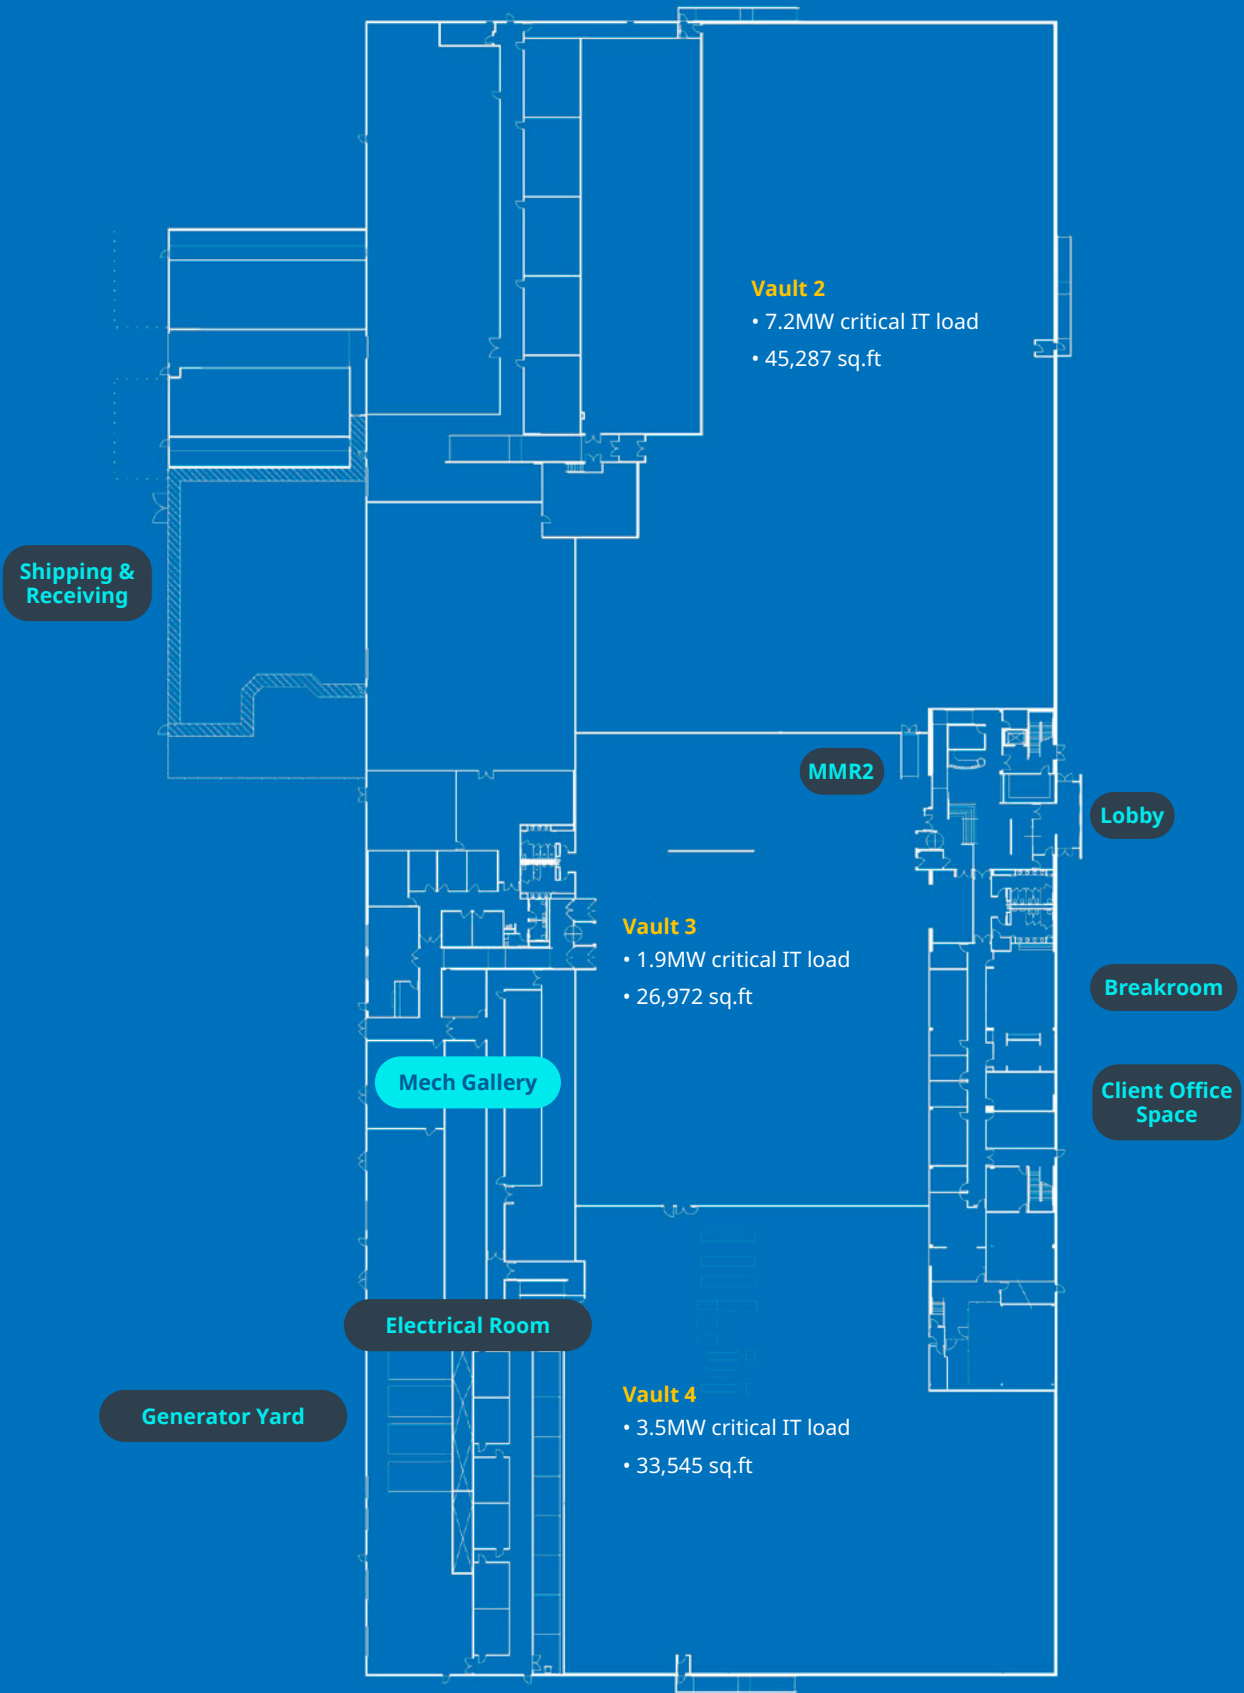 Vault 2
• 7.2MW critical IT load
• 45,287 sq.ft
Shipping &
Receiving
MMR2
Lobby
Vault 3
• 1.9MW critical IT load
• 26,972 sq.ft
Breakroom
Mech Gallery
Client Office
Space
Electrical Room
Vault 4
• 3.5MW critical IT load
• 33,545 sq.ft
Generator Yard